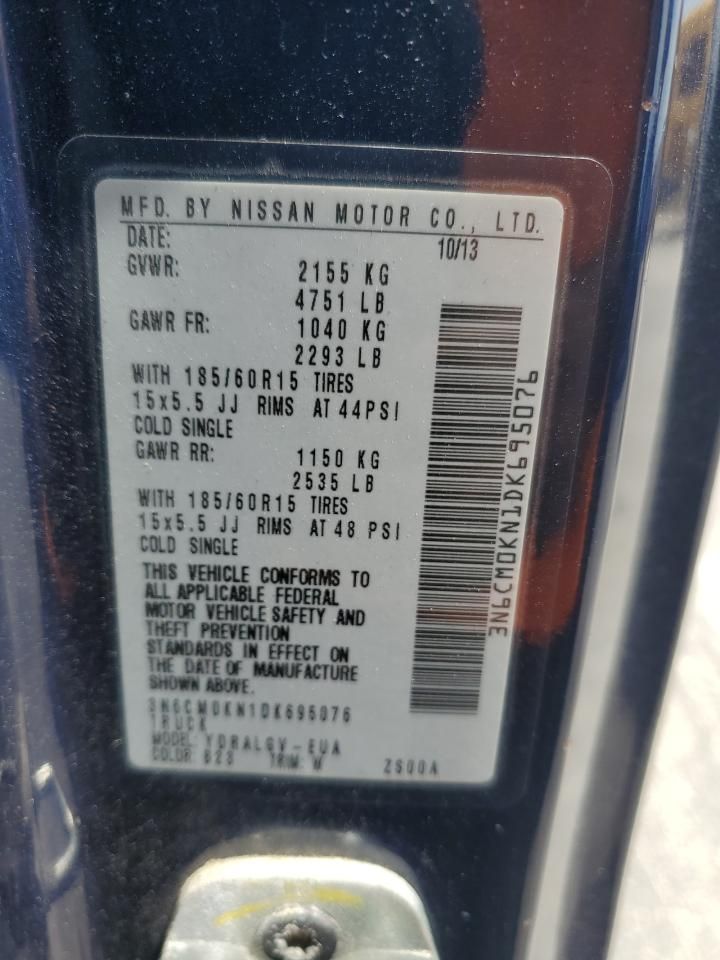 MFD. BY NISSAN MOTOR CO., LTD.
DATE: 10/13
GVWR: 2155 KG
4751 LB
GAWR FR: 1040 KG
2293 LB
WITH 185/60R15 TIRES
15x5.5 JJ RIMS AT 44PSI
COLD SINGLE
GAWR RR: 1150 KG
2535 LB
WITH 185/60R15 TIRES
15x5.5 JJ RIMS AT 48 PSI
COLD SINGLE
THIS VEHICLE CONFORMS TO
ALL APPLICABLE FEDERAL
MOTOR VEHICLE SAFETY AND
THEFT PREVENTION
STANDARDS IN EFFECT ON
THE DATE OF MANUFACTURE
SHOWN ABOVE.
3N6CM0KN1DK695076
TRUCK
MODEL: YDRALGV-EUA
COLOR: B23 TRIM: M ZS00A
3N6CM0KN1DK695076